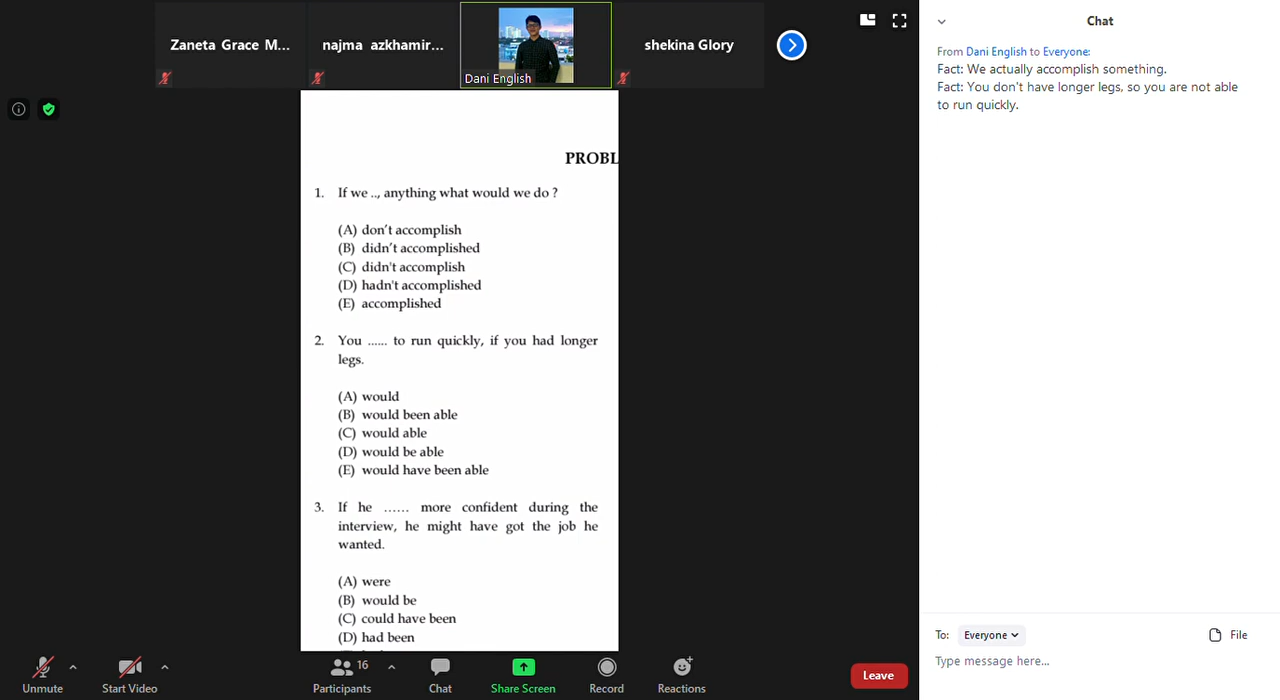 Zaneta Grace M...
najma azkhamir...
Dani English
shekina Glory
PROBL
1. If we .., anything what would we do ?
(A) don't accomplish
(B) didn't accomplished
(C) didn't accomplish
(D) hadn't accomplished
(E) accomplished
2. You ...... to run quickly, if you had longer
legs.
(A) would
(B) would been able
(C) would able
(D) would be able
(E) would have been able
3. If he ...... more confident during the
interview, he might have got the job he
wanted.
(A) were
(B) would be
(C) could have been
(D) had been
Chat
From Dani English to Everyone:
Fact: We actually accomplish something.
Fact: You don't have longer legs, so you are not able
to run quickly.
To: Everyone
File
Type message here...
Unmute
Start Video
16
Participants
Chat
Share Screen
Record
Reactions
Leave